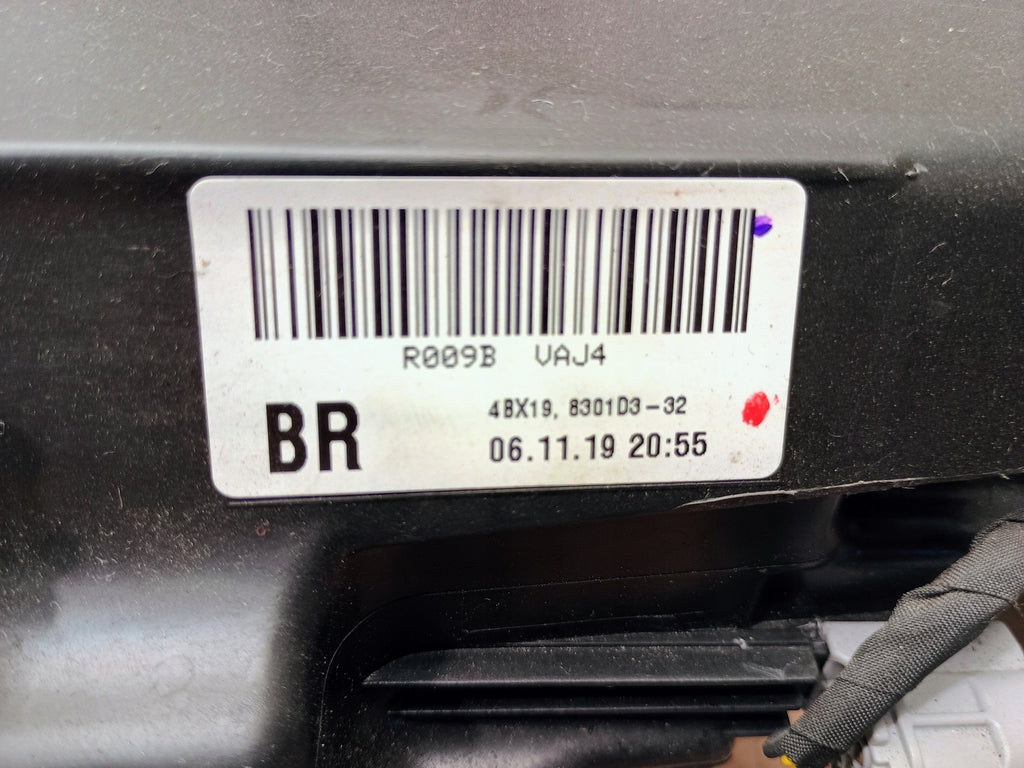 R009B VAJ4
BR
4BX19, 8301D3-32
06.11.19 20:55